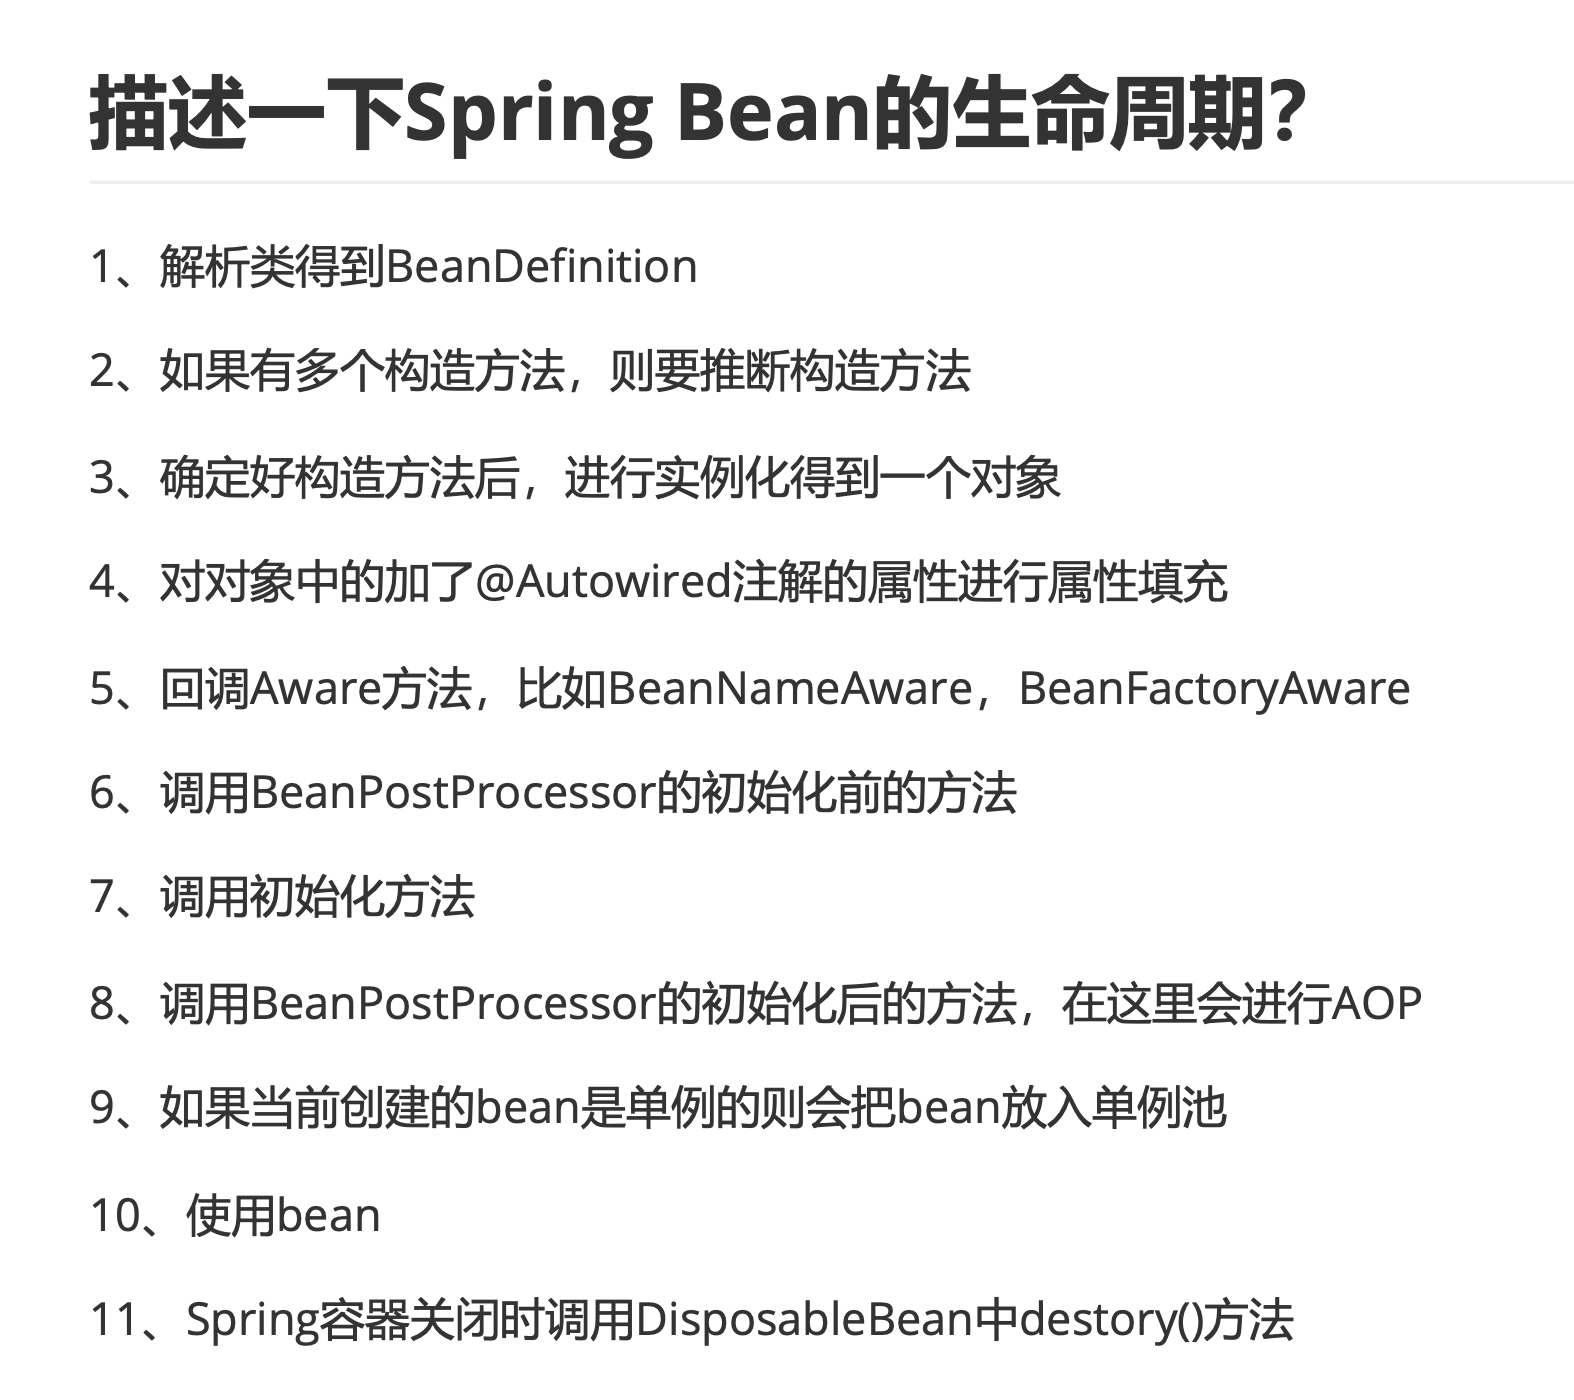 描述一下Spring Bean的生命周期？
1、解析类得到BeanDefinition
2、如果有多个构造方法，则要推断构造方法
3、确定好构造方法后，进行实例化得到一个对象
4、对对象中的加了@Autowired注解的属性进行属性填充
5、回调Aware方法，比如BeanNameAware，BeanFactoryAware
6、调用BeanPostProcessor的初始化前的方法
7、调用初始化方法
8、调用BeanPostProcessor的初始化后的方法，在这里会进行AOP
9、如果当前创建的bean是单例的则会把bean放入单例池
10、使用bean
11、Spring容器关闭时调用DisposableBean中destory()方法